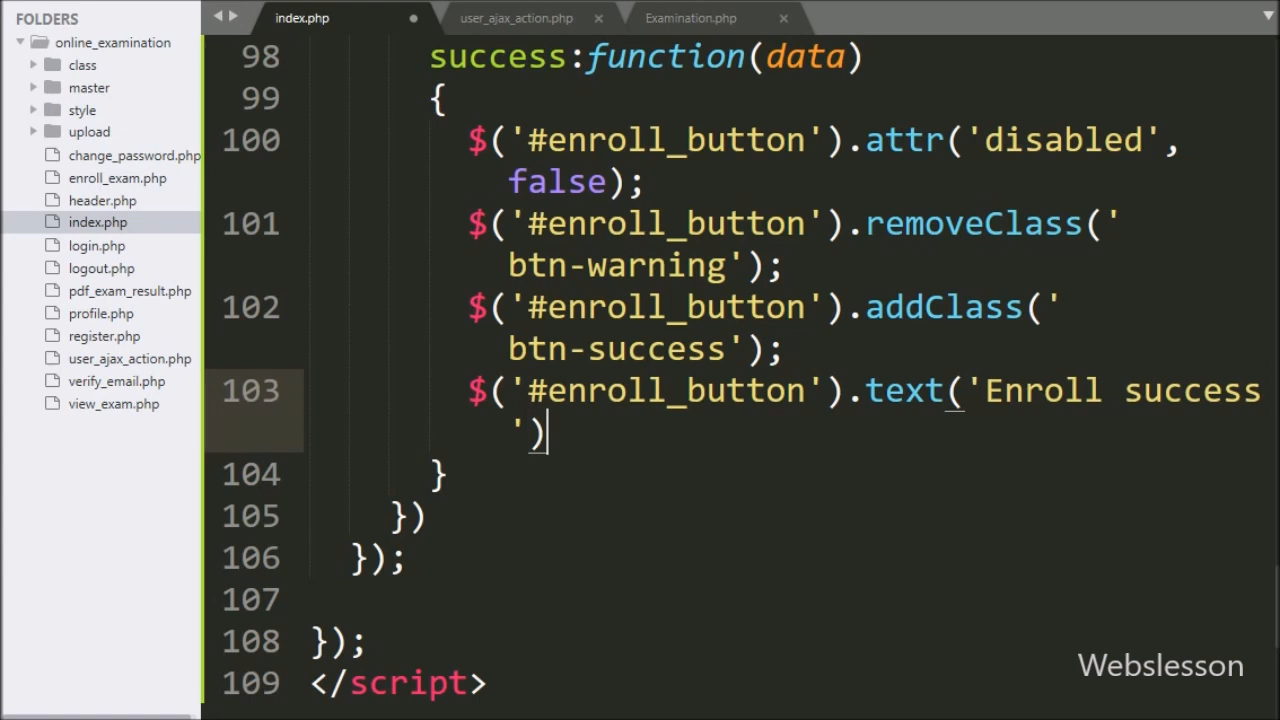 FOLDERS
online_examination
class
master
style
upload
change_password.php
enroll_exam.php
header.php
index.php
login.php
logout.php
pdf_exam_result.php
profile.php
register.php
user_ajax_action.php
verify_email.php
view_exam.php
index.php user_ajax_action.php Examination.php
98 success:function(data)
99 {
100 $('#enroll_button').attr('disabled',
false);
101 $('#enroll_button').removeClass('
btn-warning');
102 $('#enroll_button').addClass('
btn-success');
103 $('#enroll_button').text('Enroll success
')
104 }
105 })
106 });
107
108 });
109 </script>
Webslesson